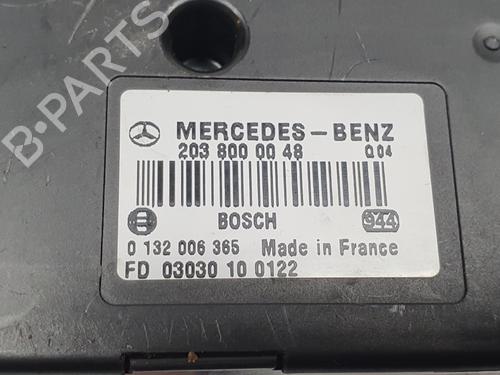 B-PARTS
MERCEDES-BENZ
203 800 00 48 Q04
BOSCH 944
0 132 006 365 Made in France
FD 03030 10 0122